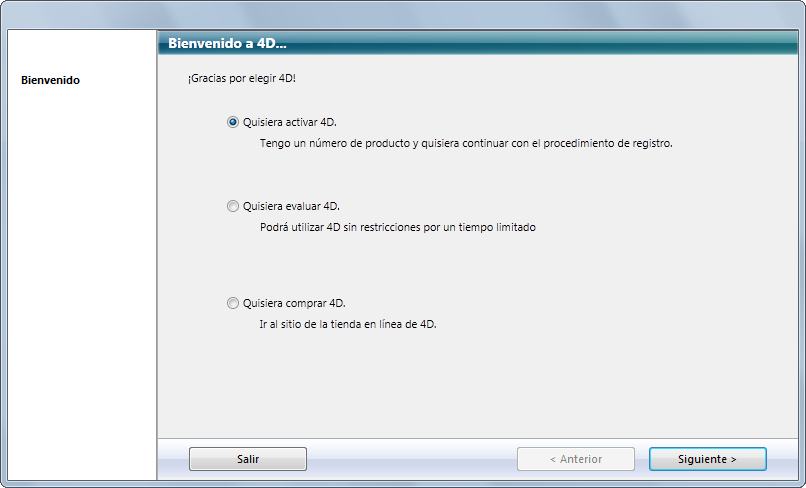 Bienvenido a 4D...
Bienvenido
¡Gracias por elegir 4D!
Quisiera activar 4D.
Tengo un número de producto y quisiera continuar con el procedimiento de registro.
Quisiera evaluar 4D.
Podrá utilizar 4D sin restricciones por un tiempo limitado
Quisiera comprar 4D.
Ir al sitio de la tienda en línea de 4D.
Salir
< Anterior
Siguiente >